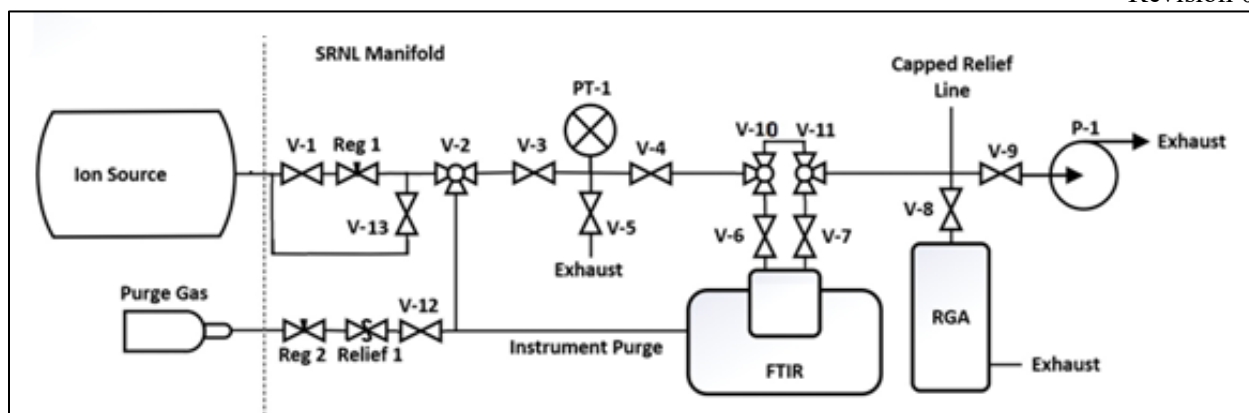 Revision 0
SRNL Manifold
Capped Relief
Line
PT-1
P-1
Exhaust
V-1
Reg 1
V-2
V-3
V-4
V-10
V-11
V-9
Ion Source
V-13
V-5
V-6
V-7
V-8
Exhaust
Purge Gas
V-12
RGA
Reg 2
Relief 1
Instrument Purge
FTIR
Exhaust